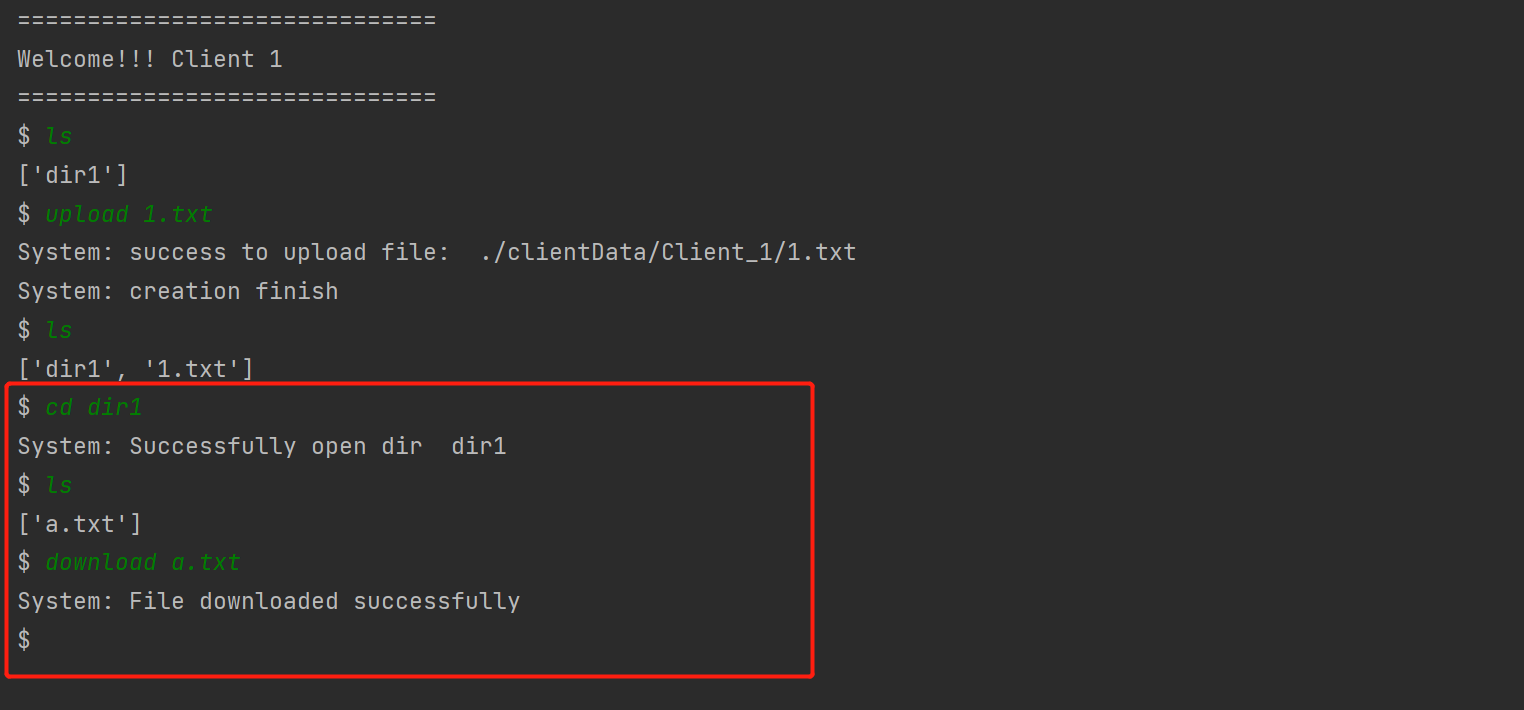 ==============================
Welcome!!! Client 1
==============================
$ ls
['dir1']
$ upload 1.txt
System: success to upload file:  ./clientData/Client_1/1.txt
System: creation finish
$ ls
['dir1', '1.txt']
$ cd dir1
System: Successfully open dir  dir1
$ ls
['a.txt']
$ download a.txt
System: File downloaded successfully
$